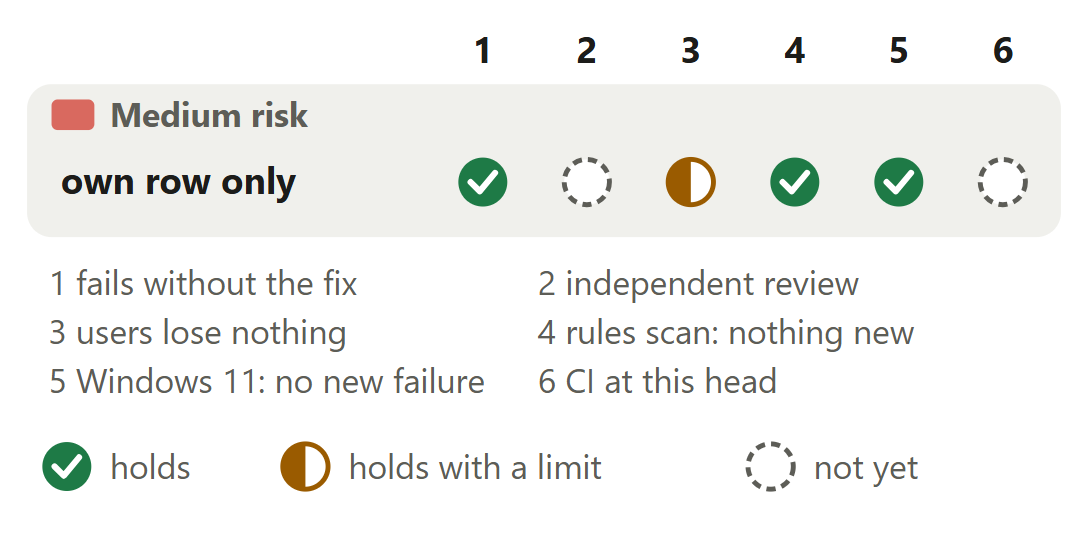 1 2 3 4 5 6
Medium risk
own row only
1 fails without the fix
2 independent review
3 users lose nothing
4 rules scan: nothing new
5 Windows 11: no new failure
6 CI at this head
holds
holds with a limit
not yet